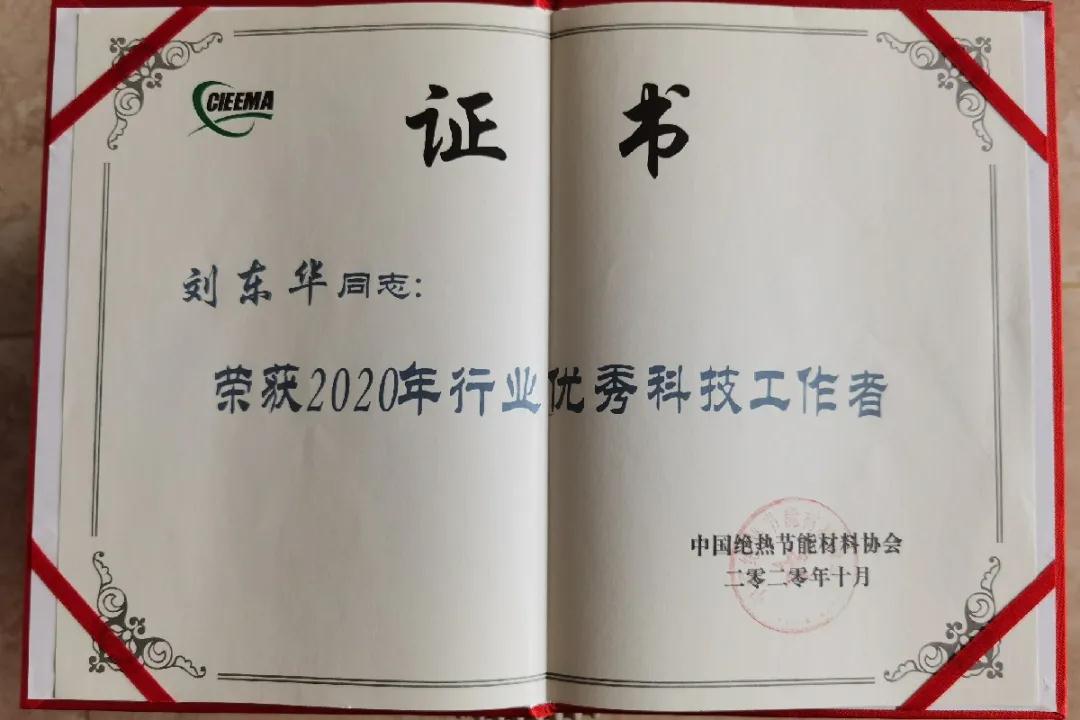 CIEEMA
证 书
刘东华同志：
荣获2020年行业优秀科技工作者
中国绝热节能材料协会
二零二零年十月